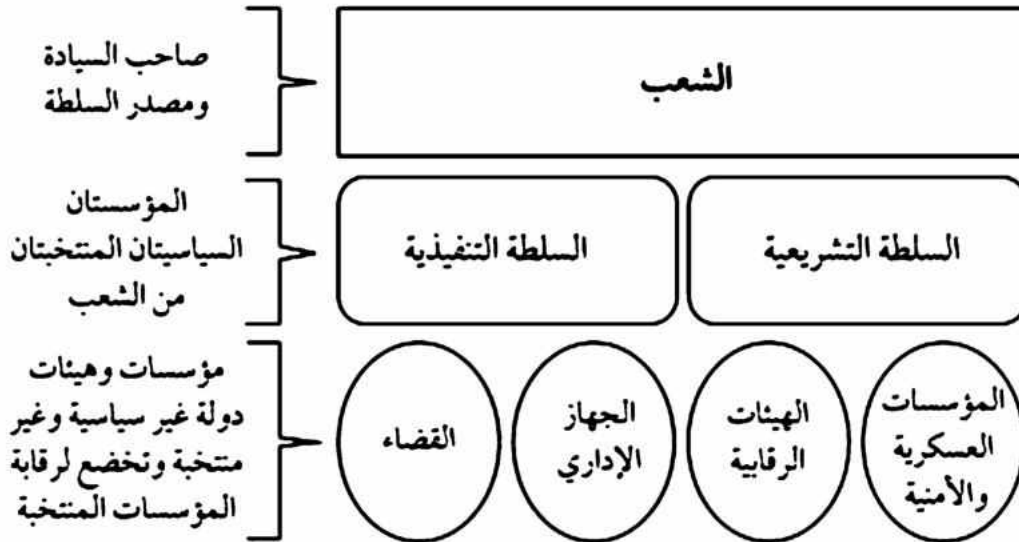 صاحب السيادة
ومصدر السلطة
الشعب
المؤسستان
السياسيتان المنتخبتان
من الشعب
السلطة التشريعية
السلطة التنفيذية
مؤسسات وهيئات
دولة غير سياسية وغير
منتخبة وتخضع لرقابة
المؤسسات المنتخبة
المؤسسات
العسكرية
والأمنية
الهيئات
الرقابية
الجهاز
الإداري
القضاء